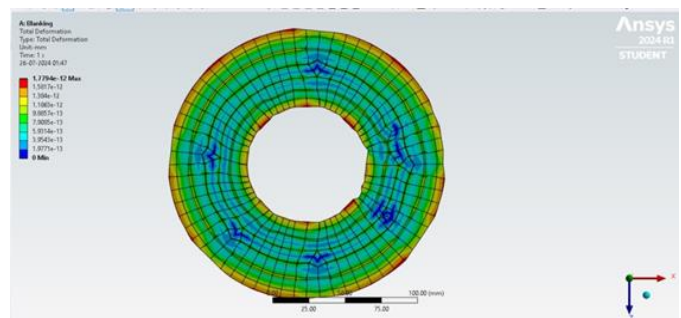 A: Blanking
Total Deformation
Type: Total Deformation
Unit: mm
Time: 1 s
26-07-2024 01:47
1.7794e-12 Max
1.5817e-12
1.384e-12
1.1863e-12
9.8857e-13
7.9085e-13
5.9314e-13
3.9543e-13
1.9771e-13
0 Min
Ansys
2024 R1
STUDENT
100.00 (mm)
25.00
75.00
X